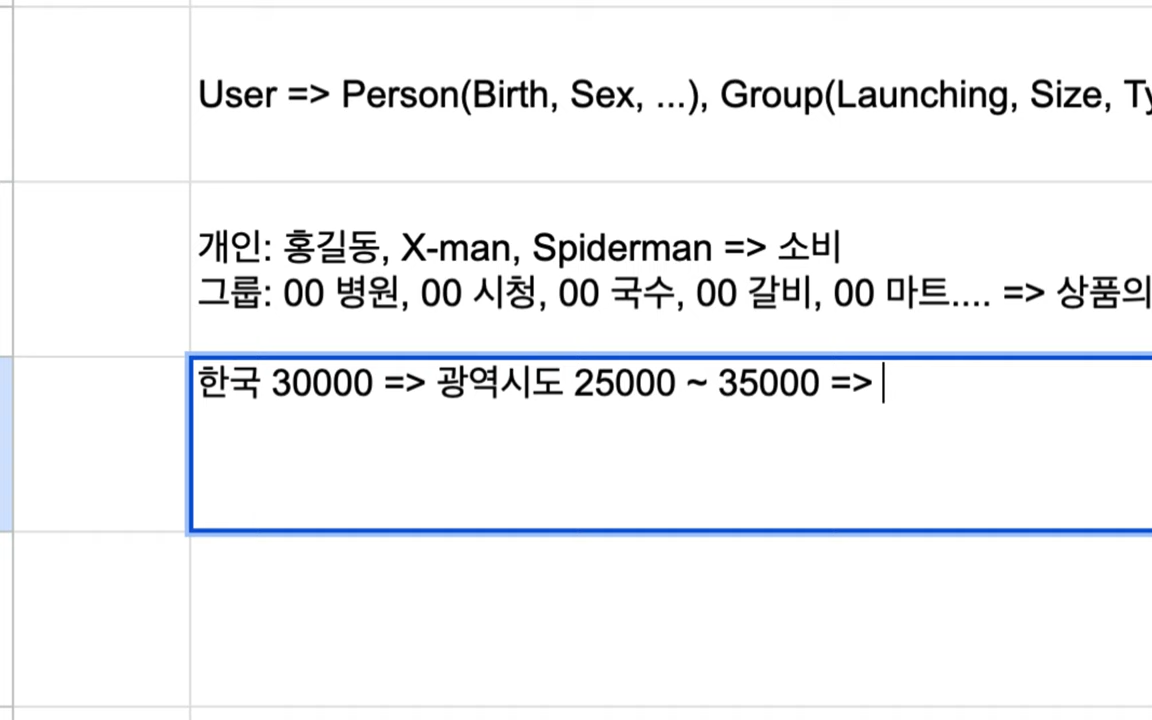 User => Person(Birth, Sex, ...), Group(Launching, Size,
개인: 홍길동, X-man, Spiderman => 소비
그룹: 00 병원, 00 시청, 00 국수, 00 갈비, 00 마트.... => 상품의
한국 30000 => 광역시도 25000 ~ 35000 =>